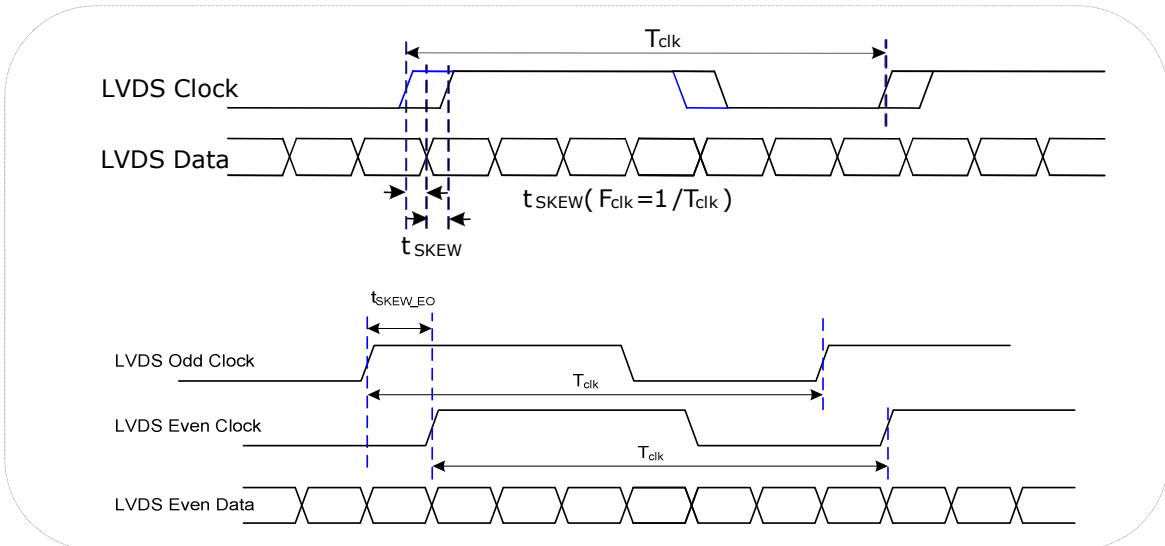 Tclk
LVDS Clock
LVDS Data
tSKEW( Fclk =1 /Tclk )
tSKEW
tSKEW_EO
LVDS Odd Clock
Tclk
LVDS Even Clock
Tclk
LVDS Even Data